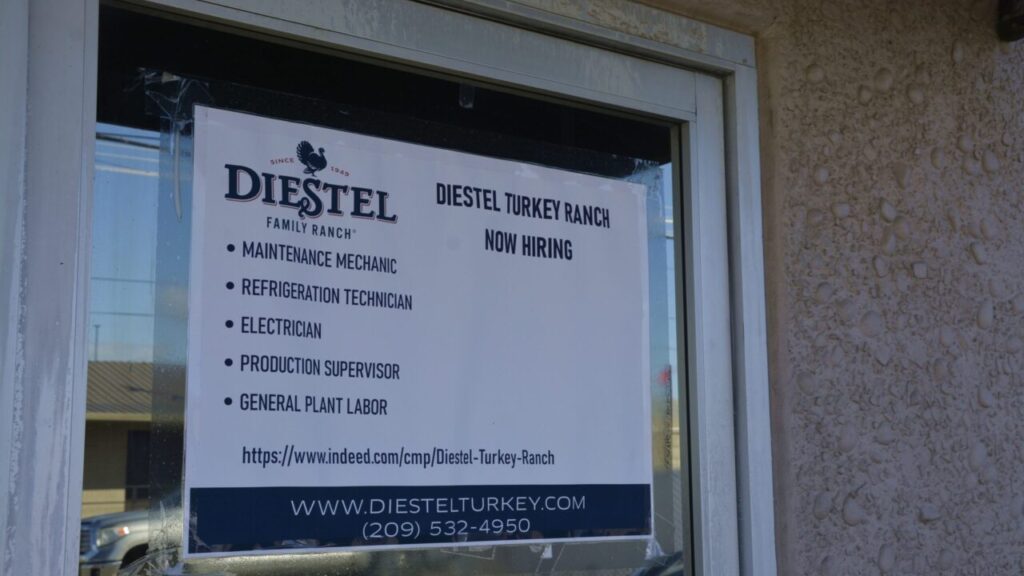 SINCE 1949
DIESTEL
FAMILY RANCH®
DIESTEL TURKEY RANCH
NOW HIRING
• MAINTENANCE MECHANIC
• REFRIGERATION TECHNICIAN
• ELECTRICIAN
• PRODUCTION SUPERVISOR
• GENERAL PLANT LABOR
https://www.indeed.com/cmp/Diestel-Turkey-Ranch
WWW.DIESTELTURKEY.COM
(209) 532-4950